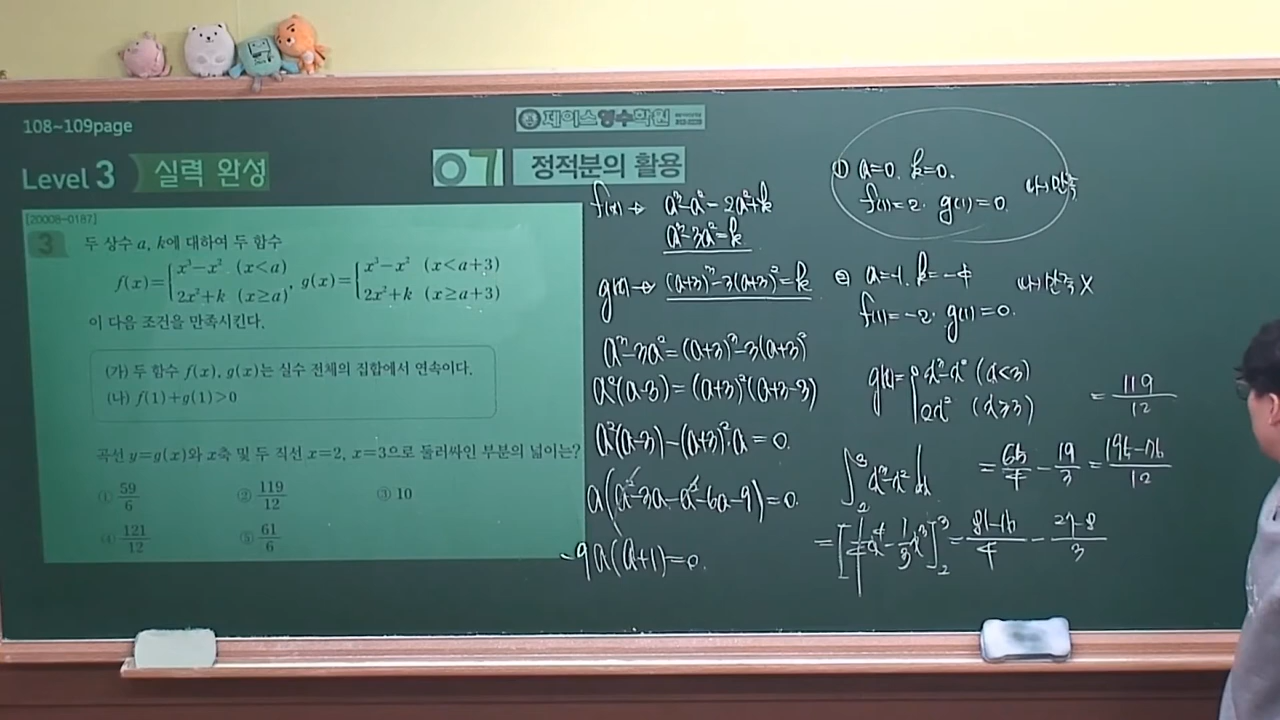 108~109page
제이스영수학원
Level 3 실력 완성
07 정적분의 활용
[20008-0187]
3 두 상수 a, k에 대하여 두 함수
f(x)={x³-x² (x<a) 2x²+k (x≥a), g(x)={x³-x² (x<a+3) 2x²+k (x≥a+3)
이 다음 조건을 만족시킨다.
(가) 두 함수 f(x), g(x)는 실수 전체의 집합에서 연속이다.
(나) f(1)+g(1)>0
곡선 y=g(x)와 x축 및 두 직선 x=2, x=3으로 둘러싸인 부분의 넓이는?
① 59/6 ② 119/12 ③ 10
④ 121/12 ⑤ 61/6
f(x) → a³-a²=2a²+k
a³-3a²=k
g(x) → (a+3)³-3(a+3)²=k
a³-3a²=(a+3)³-3(a+3)²
a²(a-3)=(a+3)²(a+3-3)
a²(a-3)-(a+3)²a=0.
a(a²-3a-a²-6a-9)=0.
-9a(a+1)=0.
① a=0. k=0.
f(1)=2. g(1)=0. (나)만족
② a=-1. k=-4
f(1)=-2. g(1)=0. (나)만족 X
g(x)={x³-x² (x<3) 2x² (x≥3)
∫₂³ x³-x² dx
=[1/4x⁴-1/3x³]₂³=81-16/4 - 27-8/3
=65/4-19/3=195-76/12
=119/12